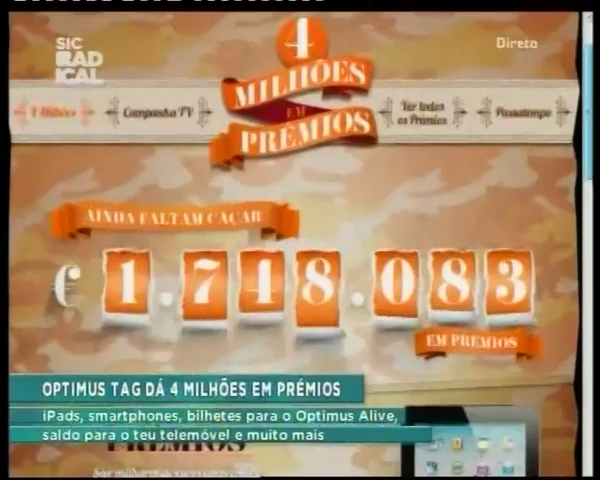 SIC
RAD
ICAL
Direto
4
MILHÕES
EM
PRÉMIOS
4 Milhões
Campanha TV
Ver todos
os Prémios
Passatempo
AINDA FALTAM CAÇAR
€ 1.748.083
EM PRÉMIOS
OPTIMUS TAG DÁ 4 MILHÕES EM PRÉMIOS
iPads, smartphones, bilhetes para o Optimus Alive,
saldo para o teu telemóvel e muito mais
PRÉMIOS